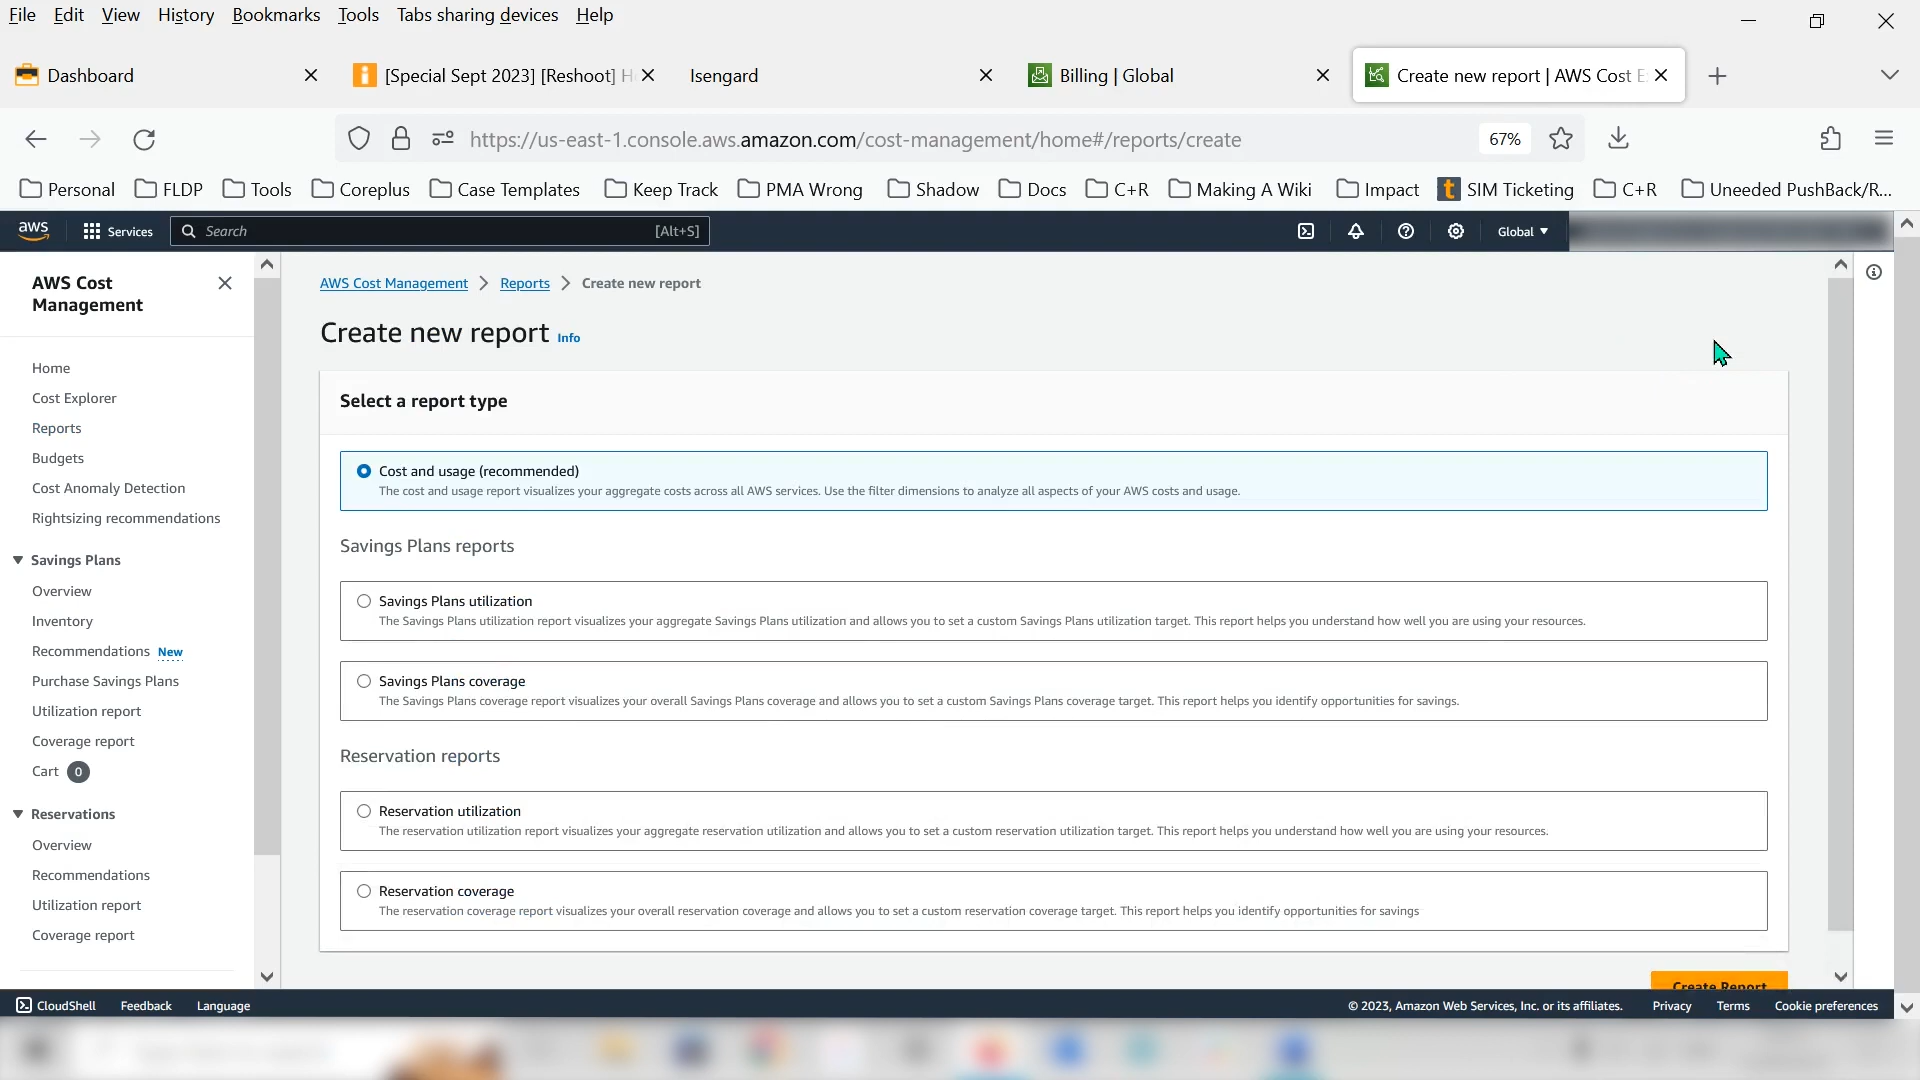 File Edit View History Bookmarks Tools Tabs sharing devices Help
Dashboard
[Special Sept 2023] [Reshoot] H
Isengard
Billing | Global
Create new report | AWS Cost E
https://us-east-1.console.aws.amazon.com/cost-management/home#/reports/create
67%
Personal FLDP Tools Coreplus Case Templates Keep Track PMA Wrong Shadow Docs C+R Making A Wiki Impact SIM Ticketing C+R Uneeded PushBack/R...
aws Services Search [Alt+S] Global
AWS Cost
Management
Home
Cost Explorer
Reports
Budgets
Cost Anomaly Detection
Rightsizing recommendations
Savings Plans
Overview
Inventory
Recommendations New
Purchase Savings Plans
Utilization report
Coverage report
Cart 0
Reservations
Overview
Recommendations
Utilization report
Coverage report
AWS Cost Management > Reports > Create new report
Create new report Info
Select a report type
Cost and usage (recommended)
The cost and usage report visualizes your aggregate costs across all AWS services. Use the filter dimensions to analyze all aspects of your AWS costs and usage.
Savings Plans reports
Savings Plans utilization
The Savings Plans utilization report visualizes your aggregate Savings Plans utilization and allows you to set a custom Savings Plans utilization target. This report helps you understand how well you are using your resources.
Savings Plans coverage
The Savings Plans coverage report visualizes your overall Savings Plans coverage and allows you to set a custom Savings Plans coverage target. This report helps you identify opportunities for savings.
Reservation reports
Reservation utilization
The reservation utilization report visualizes your aggregate reservation utilization and allows you to set a custom reservation utilization target. This report helps you understand how well you are using your resources.
Reservation coverage
The reservation coverage report visualizes your overall reservation coverage and allows you to set a custom reservation coverage target. This report helps you identify opportunities for savings
Create Report
CloudShell Feedback Language
© 2023, Amazon Web Services, Inc. or its affiliates. Privacy Terms Cookie preferences